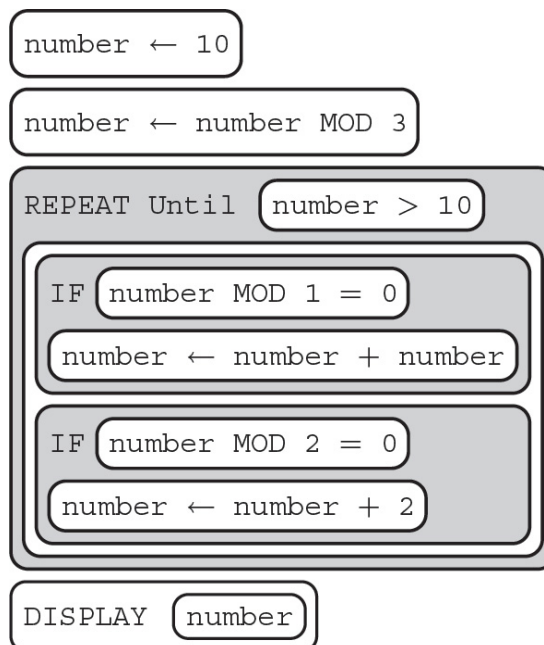 number ← 10
number ← number MOD 3
REPEAT Until number > 10
IF number MOD 1 = 0
number ← number + number
IF number MOD 2 = 0
number ← number + 2
DISPLAY number